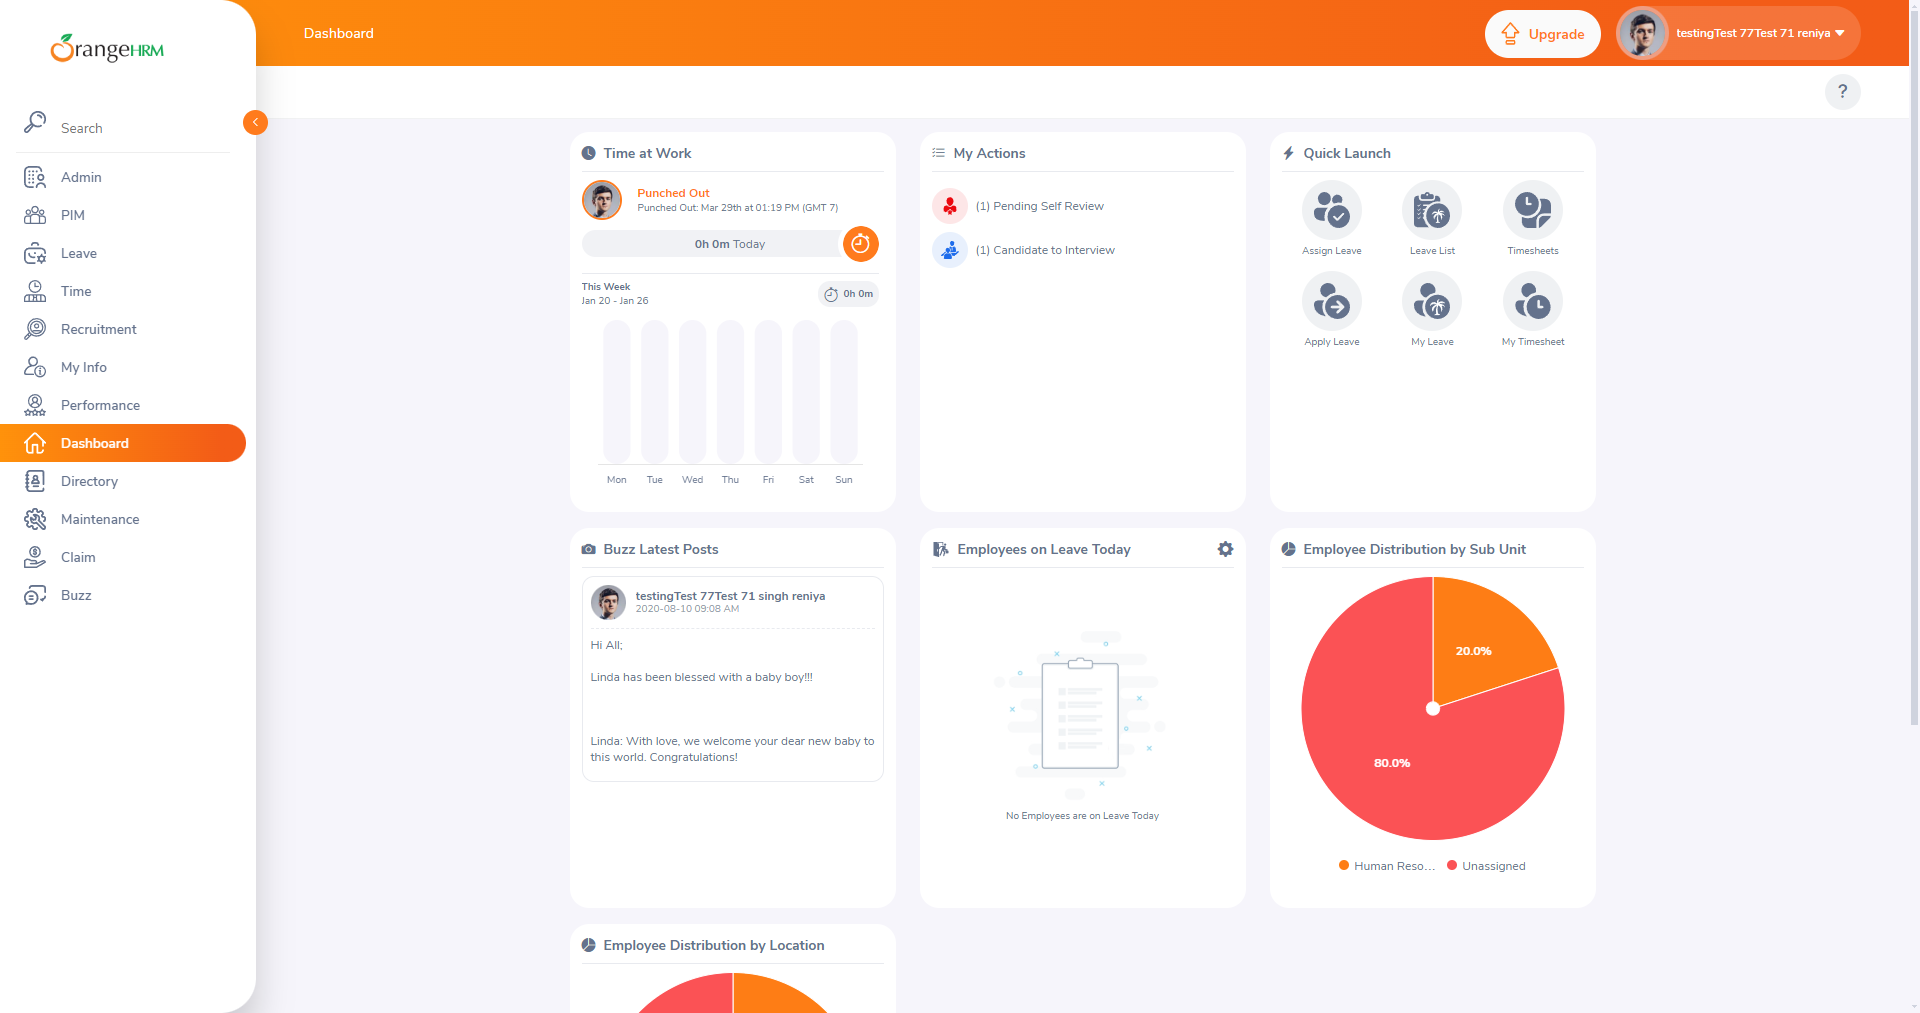 OrangeHRM
Search
Admin
PIM
Leave
Time
Recruitment
My Info
Performance
Dashboard
Directory
Maintenance
Claim
Buzz
Dashboard
Upgrade
testingTest 77Test 71 reniya
?
Time at Work
Punched Out
Punched Out: Mar 29th at 01:19 PM (GMT 7)
0h 0m Today
This Week
Jan 20 - Jan 26
0h 0m
Mon Tue Wed Thu Fri Sat Sun
My Actions
(1) Pending Self Review
(1) Candidate to Interview
Quick Launch
Assign Leave Leave List Timesheets
Apply Leave My Leave My Timesheet
Buzz Latest Posts
testingTest 77Test 71 singh reniya
2020-08-10 09:08 AM
Hi All;
Linda has been blessed with a baby boy!!!
Linda: With love, we welcome your dear new baby to
this world. Congratulations!
Employees on Leave Today
No Employees are on Leave Today
Employee Distribution by Sub Unit
20.0%
80.0%
Human Reso... Unassigned
Employee Distribution by Location